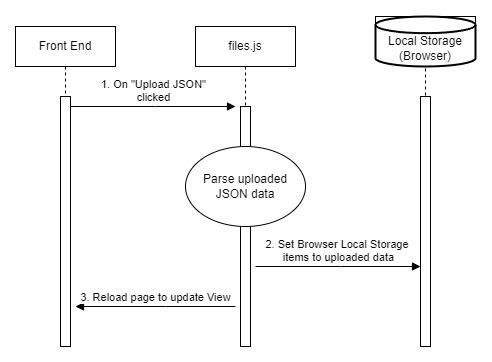 Front End
files.js
Local Storage
(Browser)
1. On "Upload JSON"
clicked
Parse uploaded
JSON data
2. Set Browser Local Storage
items to uploaded data
3. Reload page to update View